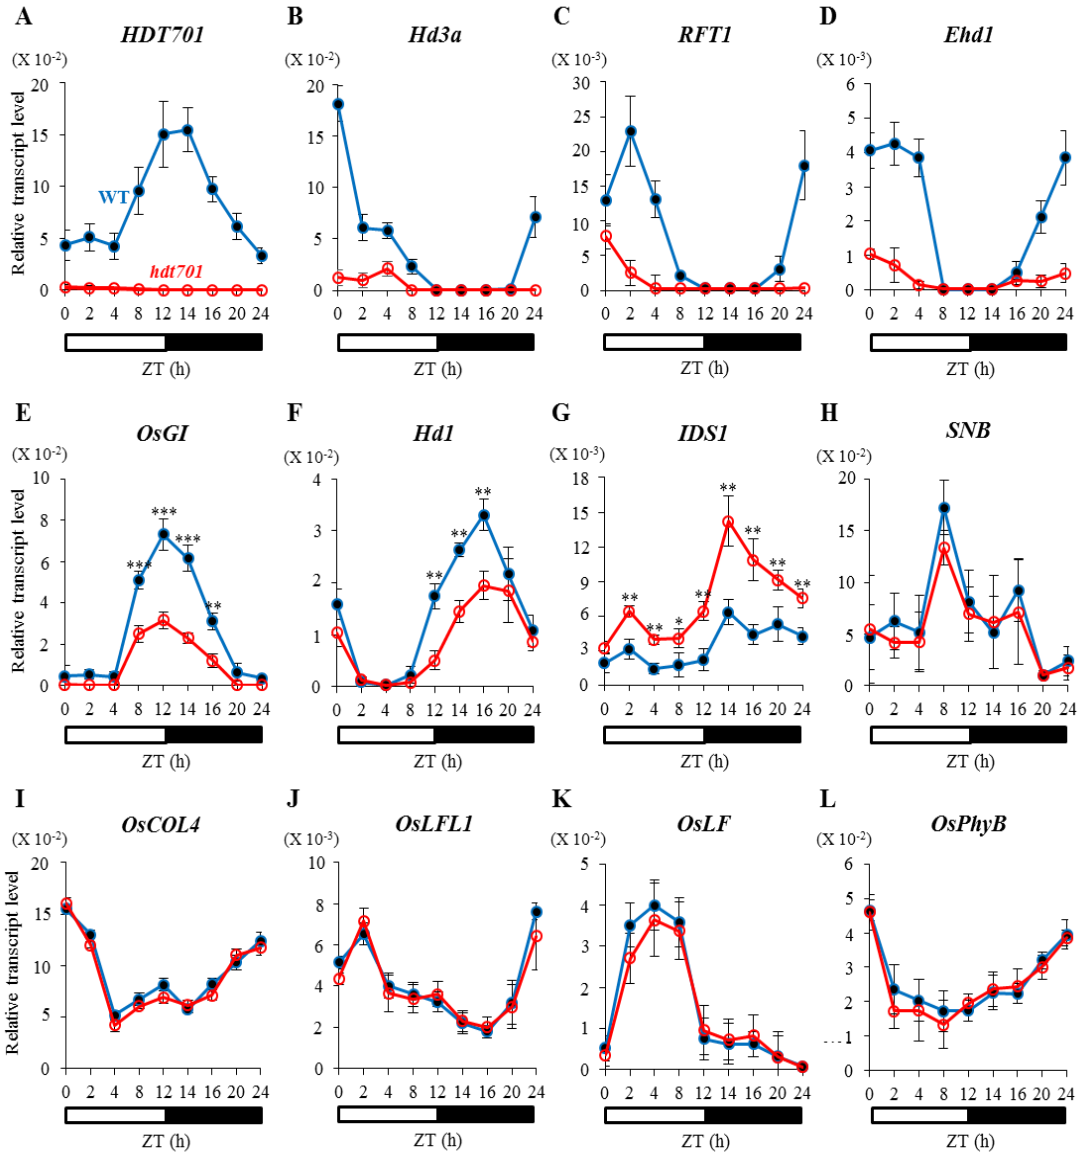 A HDT701 B Hd3a C RFT1 D Ehd1
(X 10-2) (X 10-2) (X 10-3) (X 10-3)
Relative transcript level
20 15 10 5 0
WT
hdt701
0 2 4 8 12 14 16 20 24
ZT (h)
20 15 10 5 0
0 2 4 8 12 14 16 20 24
ZT (h)
30 25 20 15 10 5 0
0 2 4 8 12 14 16 20 24
ZT (h)
6 5 4 3 2 1 0
0 2 4 8 12 14 16 20 24
ZT (h)
E OsGI F Hd1 G IDS1 H SNB
(X 10-2) (X 10-2) (X 10-3) (X 10-2)
Relative transcript level
10 8 6 4 2 0
*** *** *** **
0 2 4 8 12 14 16 20 24
ZT (h)
4 3 2 1 0
** ** **
0 2 4 8 12 14 16 20 24
ZT (h)
18 15 12 9 6 3 0
** ** * ** ** ** ** **
0 2 4 8 12 14 16 20 24
ZT (h)
20 15 10 5 0
0 2 4 8 12 14 16 20 24
ZT (h)
I OsCOL4 J OsLFL1 K OsLF L OsPhyB
(X 10-2) (X 10-3) (X 10-2) (X 10-2)
Relative transcript level
20 15 10 5 0
0 2 4 8 12 14 16 20 24
ZT (h)
10 8 6 4 2 0
0 2 4 8 12 14 16 20 24
ZT (h)
5 4 3 2 1 0
0 2 4 8 12 14 16 20 24
ZT (h)
6 5 4 3 2 1 0
0 2 4 8 12 14 16 20 24
ZT (h)